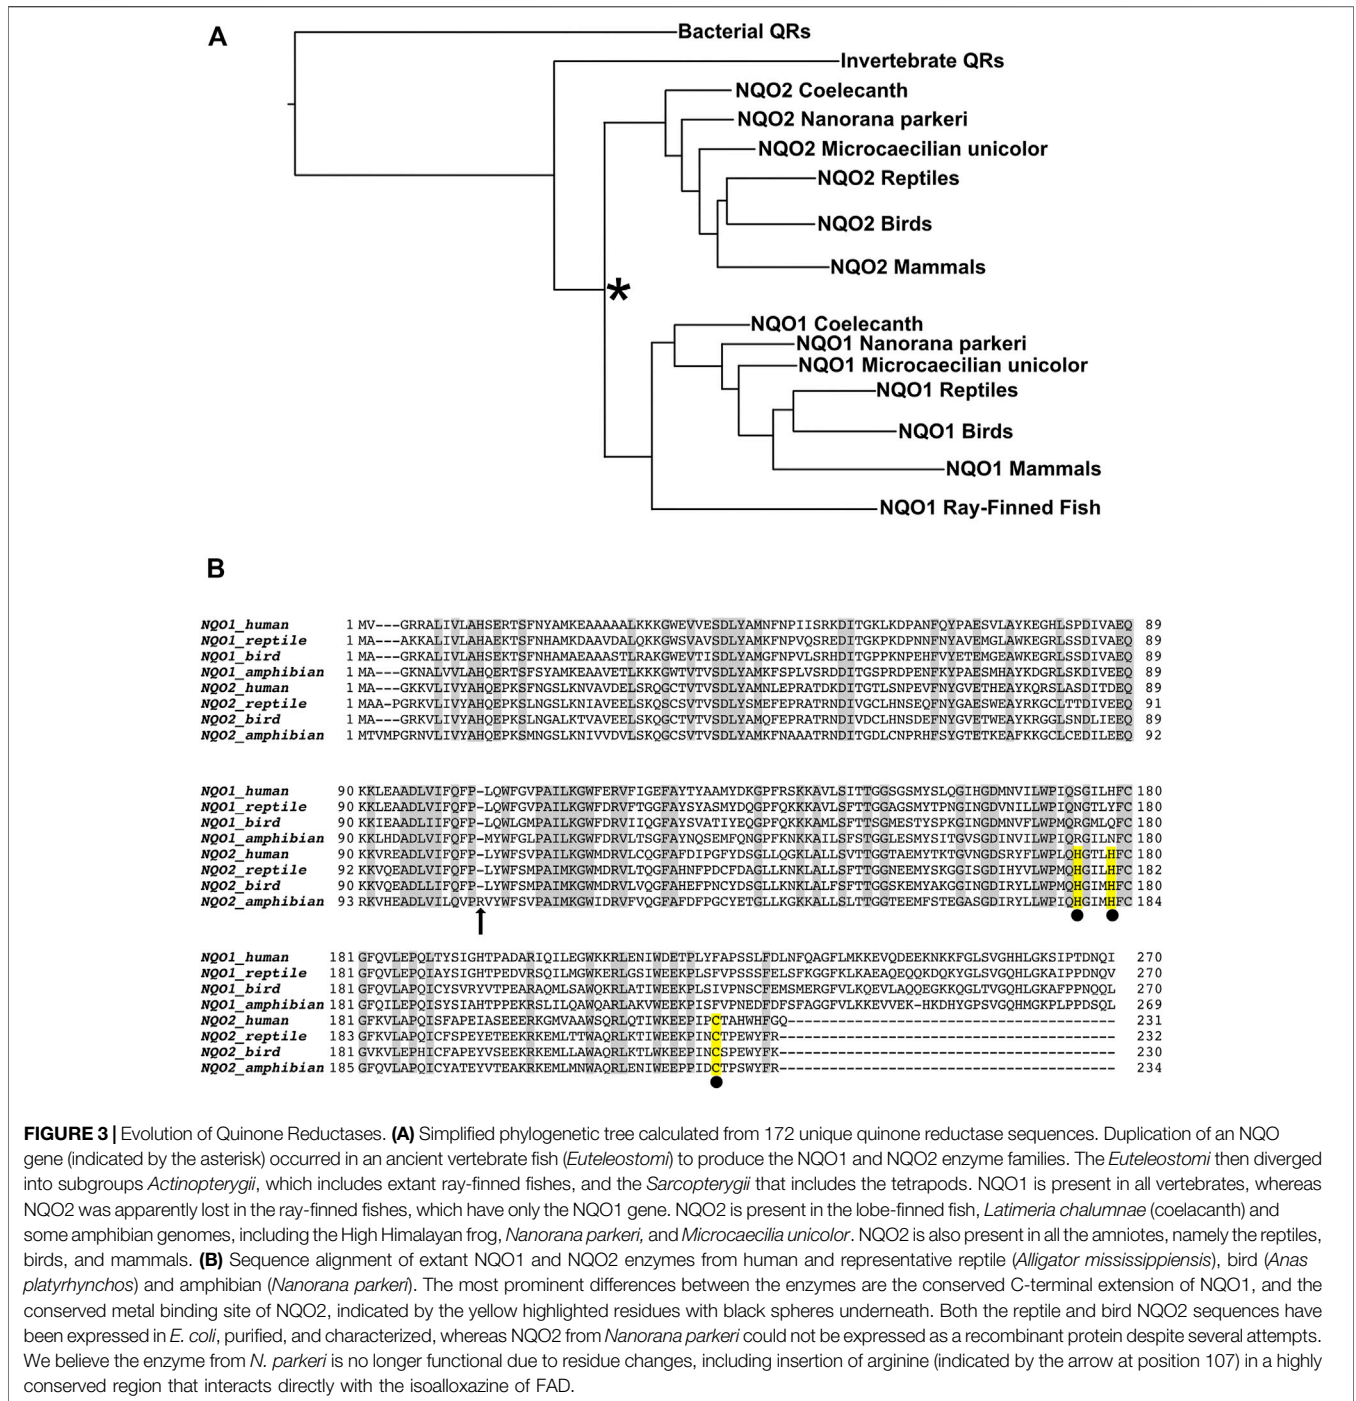 A
Bacterial QRs
Invertebrate QRs
NQO2 Coelecanth
NQO2 Nanorana parkeri
NQO2 Microcaecilian unicolor
NQO2 Reptiles
NQO2 Birds
NQO2 Mammals
*
NQO1 Coelecanth
NQO1 Nanorana parkeri
NQO1 Microcaecilian unicolor
NQO1 Reptiles
NQO1 Birds
NQO1 Mammals
NQO1 Ray-Finned Fish
B
NQO1_human 1 MV---GRRALIVLAHSERTSFNYAMKEAAAAALKKKGWEVVESDLYAMNFNPIISRKDITGKLKDPANFQYPAESVLAYKEGHLSPDIVAEQ 89
NQO1_reptile 1 MA---AKKALIVLAHAEKTSFNHAMKDAAVDALQKKGWSVAVSDLYAMKFNPVQSREDITGKPKDPNNFNYAVEMGLAWKEGRLSSDIVAEQ 89
NQO1_bird 1 MA---GRKALIVLAHSEKTSFNHAMAEAAASTLRAKGWEVTISDLYAMGFNPVLSRHDITGPPKNPEHFVYETEMGEAWKEGRLSSDIVAEQ 89
NQO1_amphibian 1 MA---GKNALIVLAHQERTSFSYAMKEAAVETLKKKGWTVTVSDLYAMKFSPLVSRDDITGSPRDPENFKYPAESMHAYKDGRLSKDIVEEQ 89
NQO2_human 1 MA---GKKVLIVYAHQEPKSFNGSLKNVAVDELSRQGCTVTVSDLYAMNLEPRATDKDITGTLSNPEVFNYGVETHEAYKQRSLASDITDEQ 89
NQO2_reptile 1 MAA-PGRKVLIVYAHQEPKSLNGSLKNIAVEELSKQSCSVTVSDLYSMEFEPRATRNDIVGCLHNSEQFNYGAESWEAYRKGCLTTDIVEEQ 91
NQO2_bird 1 MA---GRKVLIVYAHQEPKSLNGALKTVAVEELSKQGCTVTVSDLYAMQFEPRATRNDIVDCLHNSDEFNYGVETWEAYKRGGLSNDLIEEQ 89
NQO2_amphibian 1 MTVMPGRNVLIVYAHQEPKSMNGSLKNIVVDVLSKQGCSVTVSDLYAMKFNAAATRNDITGDLCNPRHFSYGTETKEAFKKGCLCEDILEEQ 92
NQO1_human 90 KKLEAADLVIFQFP-LQWFGVPAILKGWFERVFIGEFAYTYAAMYDKGPFRSKKAVLSITTGGSGSMYSLQGIHGDMNVILWPIQSGILHFC 180
NQO1_reptile 90 KKLEAADLVIFQFP-LQWFGVPAILKGWFDRVFTQGFAYSYASMYDQGPFQNKKAVLSFTTGGAGSMYTPNGINGDVNILLWPIQNGTLYFC 180
NQO1_bird 90 KKIEAADLIIFQFP-LQWLGMPAILKGWFDRVIIQGFAYSVATIYEQGPFQKKKAMLSFTTSGMESTYSPKGINGDMNVFLWPMQRGMLQFC 180
NQO1_amphibian 90 KKLHDADLVIFQFP-MYWFGLPAILKGWFDRVLTSGFAYNQSEMFQNGPFKNKKAILSFSTGGLESMYSITGVSGDINVILWPIQRGILNFC 180
NQO2_human 90 KKVREADLVIFQFP-LYWFSVPAILKGWMDRVLCQGFAFDIPGFYDSGLLQGKLALLSVTTGGTAEMYTKTGVNGDSRYFLWPLQHGTLHFC 180
NQO2_reptile 92 KKVQEADLVIFQFP-LYWFSMPAIMKGWMDRVLTQGFAHNFPDCFDAGLLKNKLALLSFTTGGSKEMYSKGGISGDIHYVLWPMQHGILHFC 182
NQO2_bird 90 KKVQEADLLIFQFP-LYWFSMPAIMKGWMDRVLCQGFAHEFPNCYDSGLLKNKLALFSFTTGGSKEMYAKGGINGDIRYLLWPMQHGIMHFC 180
NQO2_amphibian 93 RKVHEADLVILQVPRVYWFSVPAIMKGWIDRVFVQGFAFDFPGCYETGLLKGKKALLSLTTGGTEEMFSTEGASGDIRYLLWPIQHGIMHFC 184
NQO1_human 181 GFQVLEPQLTYSIGHTPADARIQILEGWKKRLENIWDETPLYFAPSSLFDLNFQAGFLMKKEVQDEEKNKKFGLSVGHHLGKSIPTDNQI 270
NQO1_reptile 181 GFQVLEPQIAYSIGHTPEDVRSQILMGWKERLGSIWEEKPLSFVPSSSFELSFKGGFKLKAEAQEQQKDQKYGLSVGQHLGKAIPPDNQV 270
NQO1_bird 181 GFQVLAPQICYSVRYVTPEARAQMLSAWQKRLATIWEEKPLSIVPNSCFEMSMERGFVLKQEVLAQQEGKKQGLTVGQHLGKAFPPNQQL 270
NQO1_amphibian 181 GFQILEPQISYSIAHTPPEKRSLILQAWQARLAKVWEEKPISFVPNEDFDFSFAGGFVLKKEVVEK-HKDHYGPSVGQHMGKPLPPDSQL 269
NQO2_human 181 GFKVLAPQISFAPEIASEEERKGMVAAWSQRLQTIWKEEPIPCTAHWHFGQ--------------------------------------- 231
NQO2_reptile 183 GFKVLAPQISFSPEYETEEKRKEMLTTWAQRLKTIWKEEPINCTPEWYFR---------------------------------------- 232
NQO2_bird 181 GVKVLEPHICFAPEYVSEEKRKEMLLAWAQRLKTLWKEEPINCSPEWYFK---------------------------------------- 230
NQO2_amphibian 185 GFQVLAPQICYATEYVTEAKRKEMLMNWAQRLENIWEEPPIDCTPSWYFR---------------------------------------- 234
FIGURE 3 | Evolution of Quinone Reductases. (A) Simplified phylogenetic tree calculated from 172 unique quinone reductase sequences. Duplication of an NQO
gene (indicated by the asterisk) occurred in an ancient vertebrate fish (Euteleostomi) to produce the NQO1 and NQO2 enzyme families. The Euteleostomi then diverged
into subgroups Actinopterygii, which includes extant ray-finned fishes, and the Sarcopterygii that includes the tetrapods. NQO1 is present in all vertebrates, whereas
NQO2 was apparently lost in the ray-finned fishes, which have only the NQO1 gene. NQO2 is present in the lobe-finned fish, Latimeria chalumnae (coelacanth) and
some amphibian genomes, including the High Himalayan frog, Nanorana parkeri, and Microcaecilia unicolor. NQO2 is also present in all the amniotes, namely the reptiles,
birds, and mammals. (B) Sequence alignment of extant NQO1 and NQO2 enzymes from human and representative reptile (Alligator mississippiensis), bird (Anas
platyrhynchos) and amphibian (Nanorana parkeri). The most prominent differences between the enzymes are the conserved C-terminal extension of NQO1, and the
conserved metal binding site of NQO2, indicated by the yellow highlighted residues with black spheres underneath. Both the reptile and bird NQO2 sequences have
been expressed in E. coli, purified, and characterized, whereas NQO2 from Nanorana parkeri could not be expressed as a recombinant protein despite several attempts.
We believe the enzyme from N. parkeri is no longer functional due to residue changes, including insertion of arginine (indicated by the arrow at position 107) in a highly
conserved region that interacts directly with the isoalloxazine of FAD.